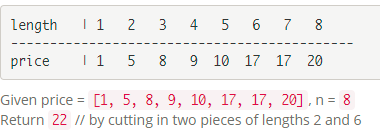 length | 1 2 3 4 5 6 7 8
--------------------------------------------
price | 1 5 8 9 10 17 17 20
Given price = [1, 5, 8, 9, 10, 17, 17, 20] , n = 8
Return 22 // by cutting in two pieces of lengths 2 and 6